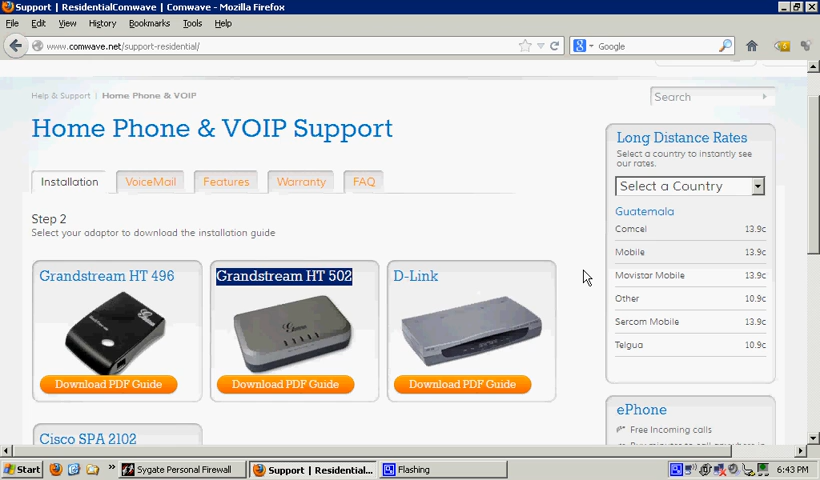 Support | ResidentialComwave | Comwave - Mozilla Firefox
File Edit View History Bookmarks Tools Help
www.comwave.net/support-residential/
Google
Help & Support | Home Phone & VOIP
Search
Home Phone & VOIP Support
Installation VoiceMail Features Warranty FAQ
Step 2
Select your adaptor to download the installation guide
Grandstream HT 496
Download PDF Guide
Grandstream HT 502
Download PDF Guide
D-Link
Download PDF Guide
Cisco SPA 2102
Long Distance Rates
Select a country to instantly see
our rates.
Select a Country
Guatemala
Comcel 13.9c
Mobile 13.9c
Movistar Mobile 13.9c
Other 10.9c
Sercom Mobile 13.9c
Telgua 10.9c
ePhone
Free Incoming calls
Start
Sygate Personal Firewall
Support | Residential...
Flashing
6:43 PM